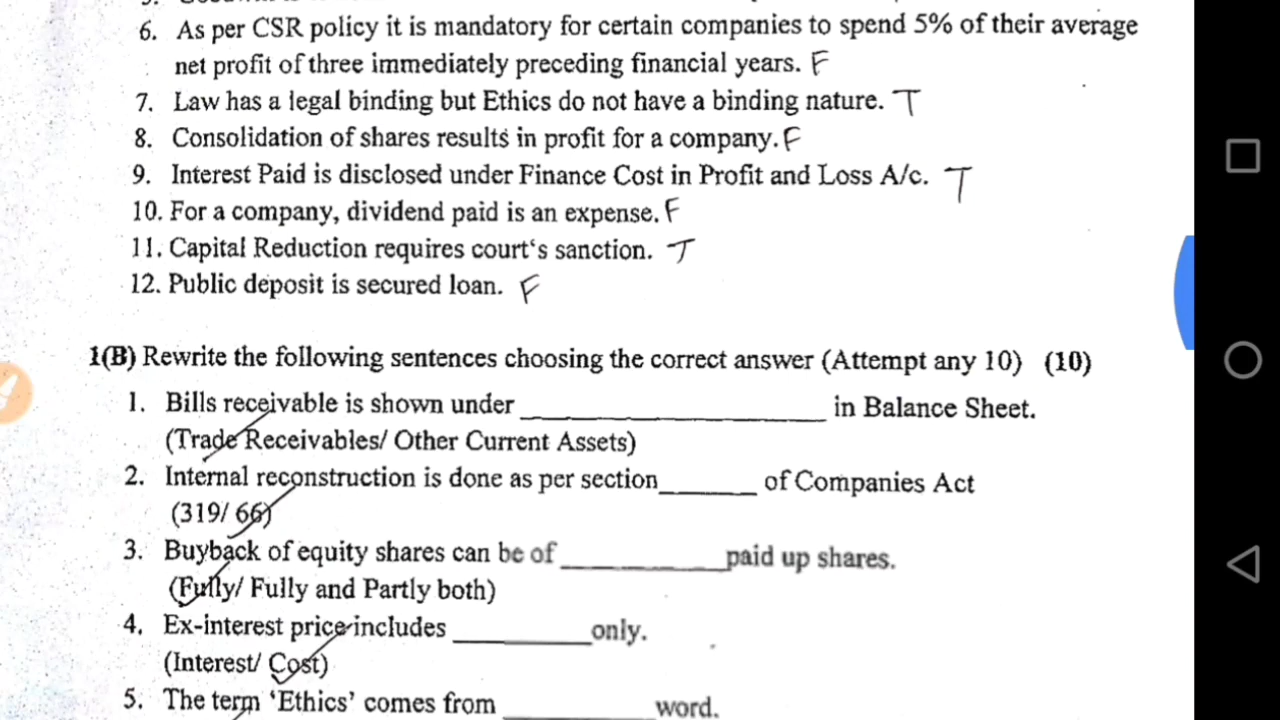 6. As per CSR policy it is mandatory for certain companies to spend 5% of their average
net profit of three immediately preceding financial years. F
7. Law has a legal binding but Ethics do not have a binding nature. T
8. Consolidation of shares results in profit for a company. F
9. Interest Paid is disclosed under Finance Cost in Profit and Loss A/c. T
10. For a company, dividend paid is an expense. F
11. Capital Reduction requires court's sanction. T
12. Public deposit is secured loan. F
1(B) Rewrite the following sentences choosing the correct answer (Attempt any 10) (10)
1. Bills receivable is shown under ______________ in Balance Sheet.
(Trade Receivables/ Other Current Assets)
2. Internal reconstruction is done as per section_____ of Companies Act
(319/ 66)
3. Buyback of equity shares can be of ________paid up shares.
(Fully/ Fully and Partly both)
4. Ex-interest price includes _______only.
(Interest/ Cost)
5. The term 'Ethics' comes from ________word.